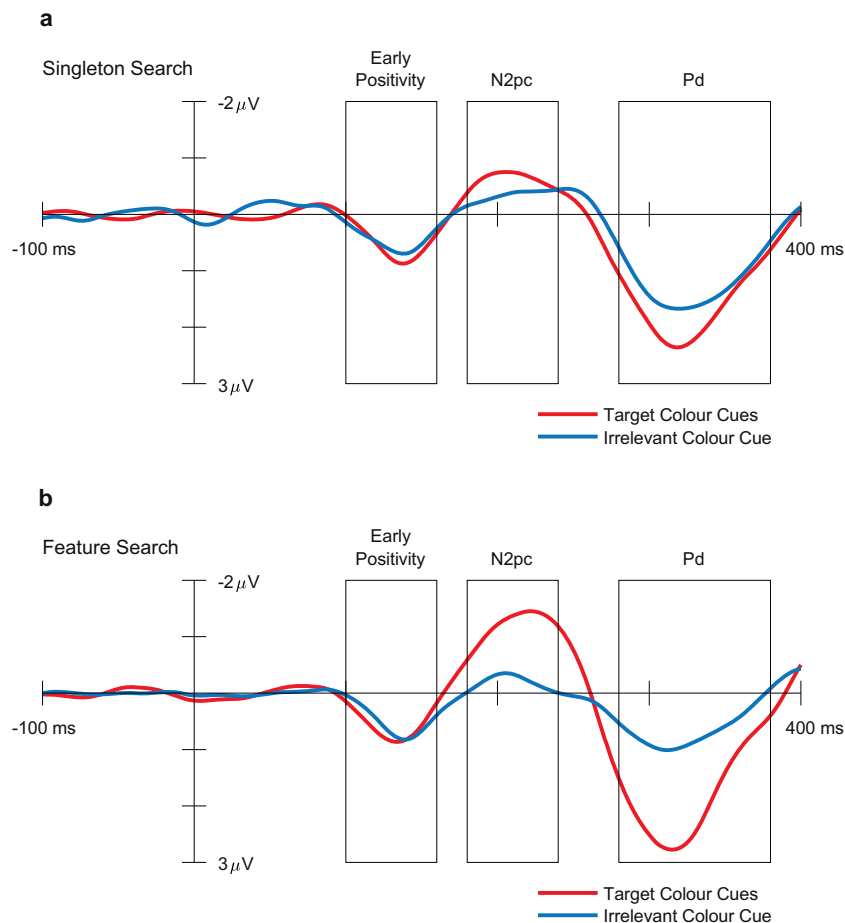 a
Singleton Search
Early
Positivity
N2pc
Pd
-2 μV
-100 ms
400 ms
3 μV
Target Colour Cues
Irrelevant Colour Cue
b
Feature Search
Early
Positivity
N2pc
Pd
-2 μV
-100 ms
400 ms
3 μV
Target Colour Cues
Irrelevant Colour Cue